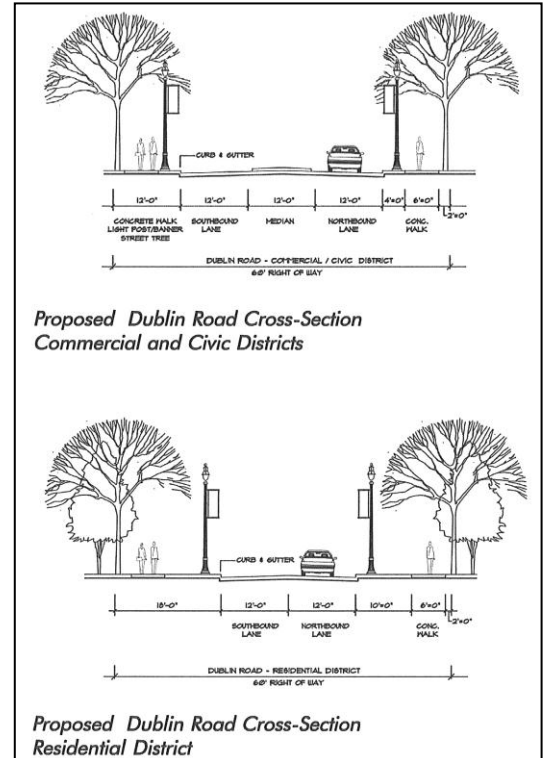 CURB & GUTTER
12'-0" 12'-0" 12'-0" 12'-0" 4'=0" 6'=0" 2'=0"
CONCRETE WALK
LIGHT POST/BANNER
STREET TREE
SOUTHBOUND
LANE
MEDIAN
NORTHBOUND
LANE
CONC.
WALK
DUBLIN ROAD - COMMERCIAL / CIVIC DISTRICT
60' RIGHT OF WAY
Proposed Dublin Road Cross-Section
Commercial and Civic Districts
CURB & GUTTER
18'-0" 12'-0" 12'-0" 10'=0" 6'=0" 2'=0"
SOUTHBOUND
LANE
NORTHBOUND
LANE
CONC.
WALK
DUBLIN ROAD - RESIDENTIAL DISTRICT
60' RIGHT OF WAY
Proposed Dublin Road Cross-Section
Residential District